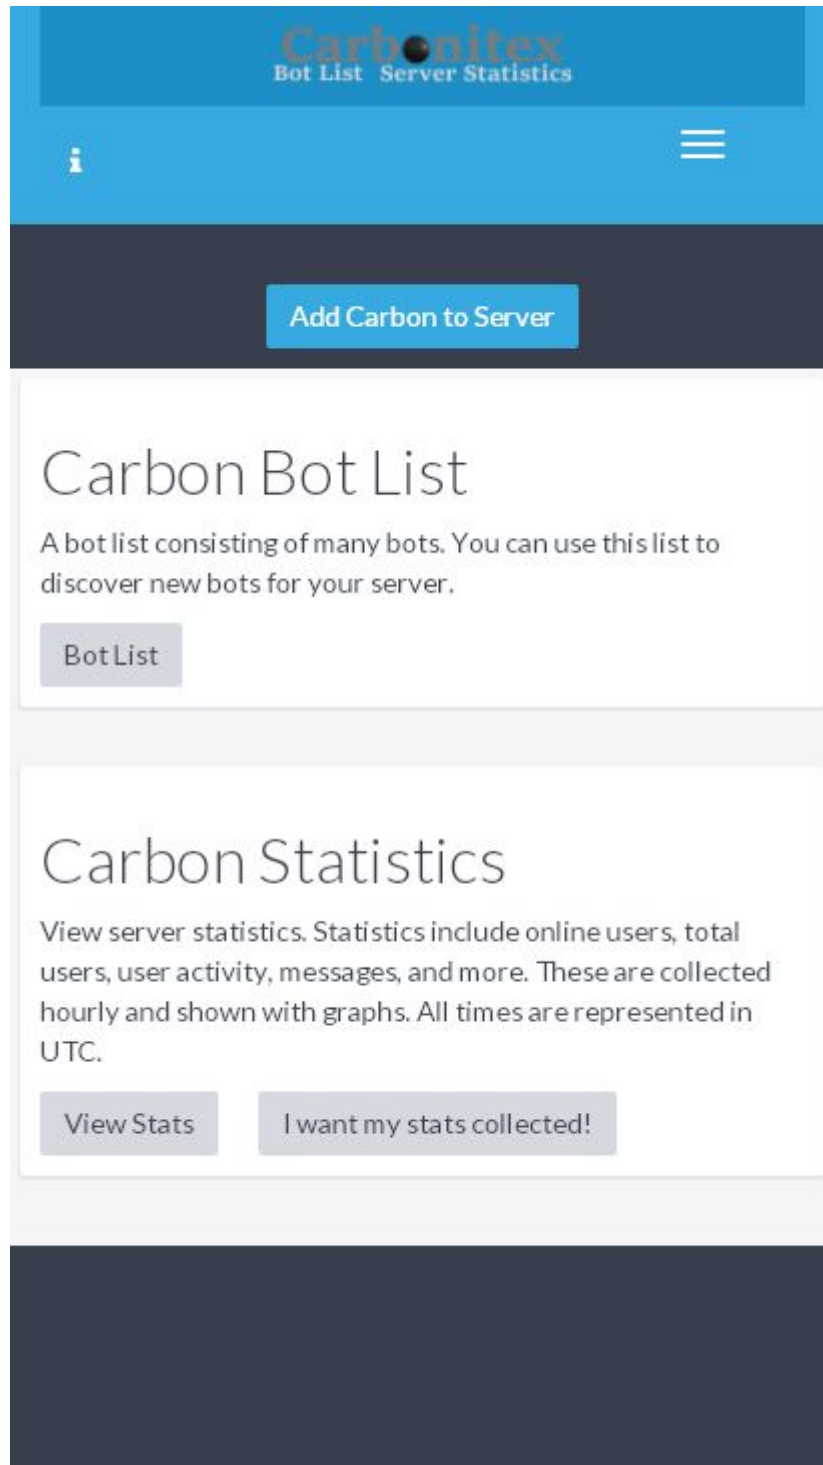 Carbonitex
Bot List Server Statistics
i
Add Carbon to Server
Carbon Bot List
A bot list consisting of many bots. You can use this list to
discover new bots for your server.
Bot List
Carbon Statistics
View server statistics. Statistics include online users, total
users, user activity, messages, and more. These are collected
hourly and shown with graphs. All times are represented in
UTC.
View Stats
I want my stats collected!